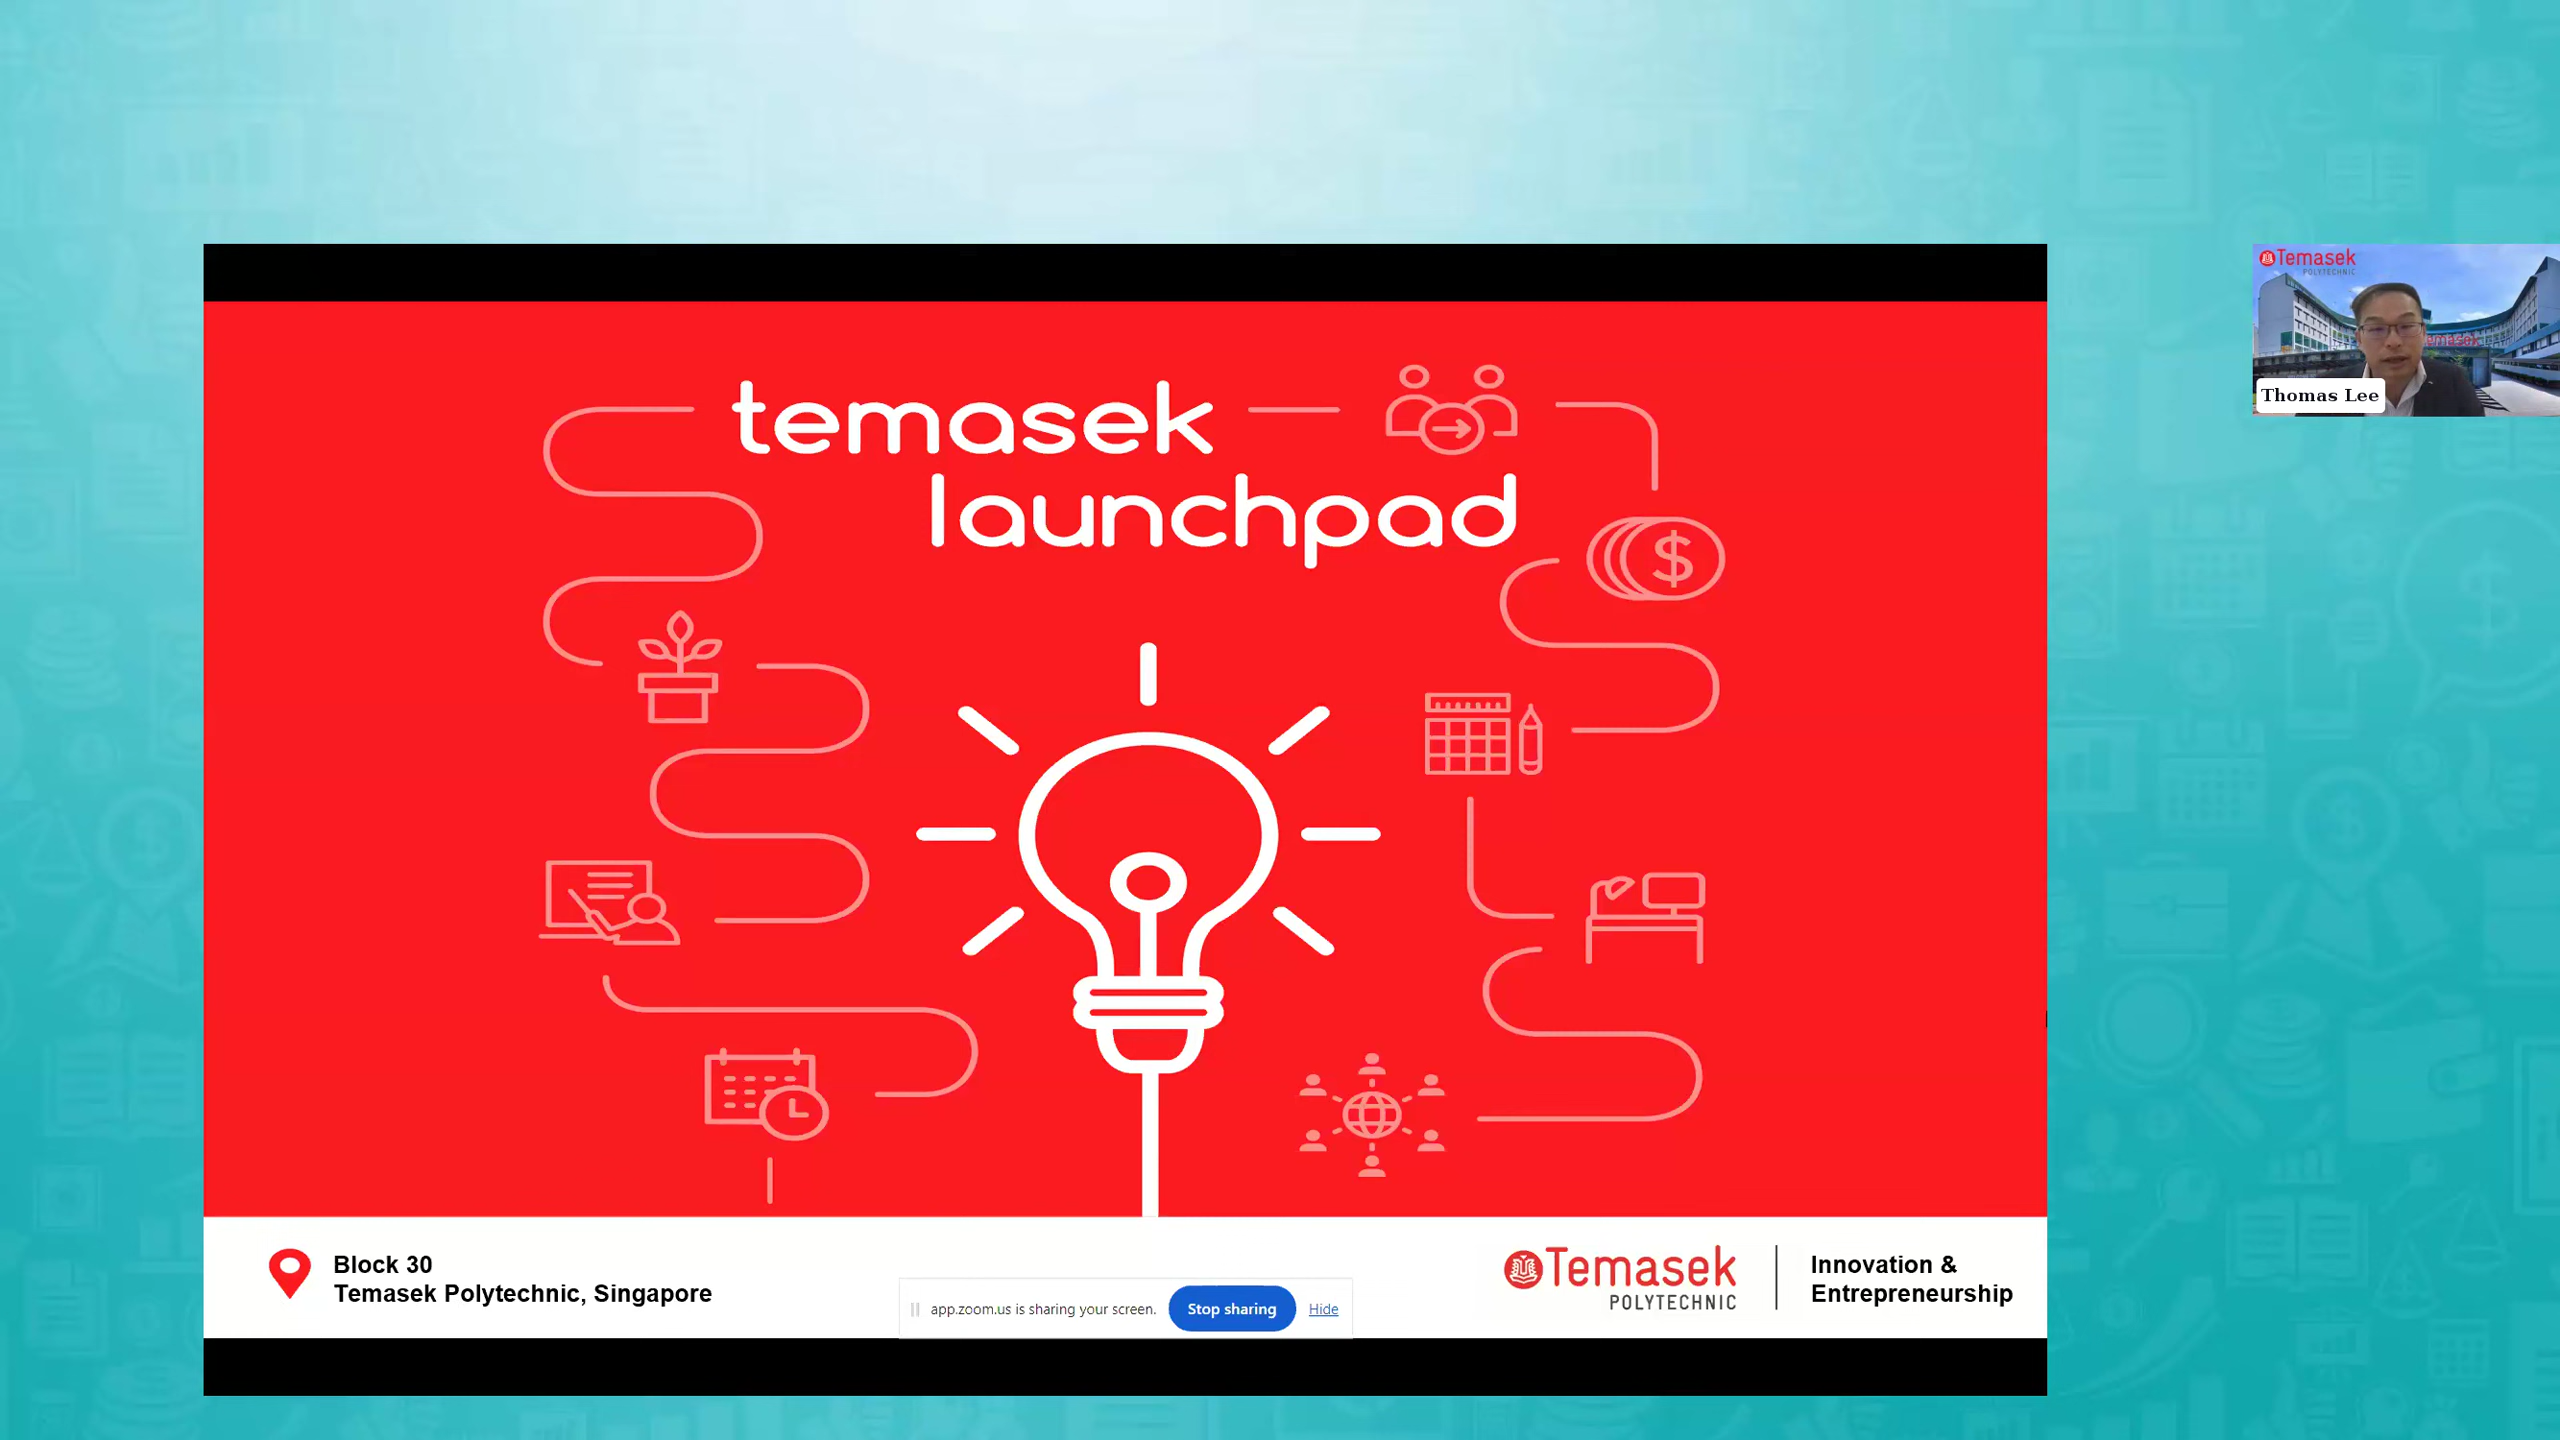 temasek
launchpad
$
Temasek
POLYTECHNIC
Temasek
Thomas Lee
Block 30
Temasek Polytechnic, Singapore
app.zoom.us is sharing your screen.
Stop sharing
Hide
Temasek
POLYTECHNIC
Innovation &
Entrepreneurship